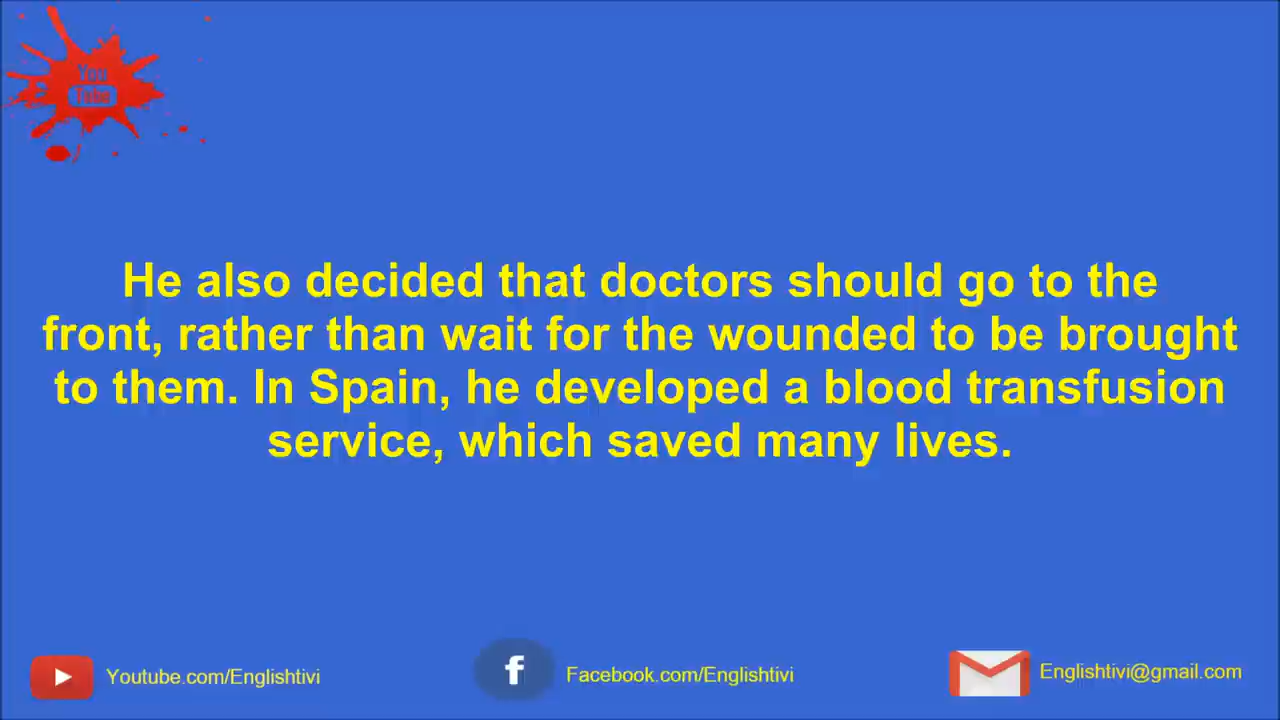 You
Tube
He also decided that doctors should go to the
front, rather than wait for the wounded to be brought
to them. In Spain, he developed a blood transfusion
service, which saved many lives.
Youtube.com/Englishtivi
f
Facebook.com/Englishtivi
Englishtivi@gmail.com